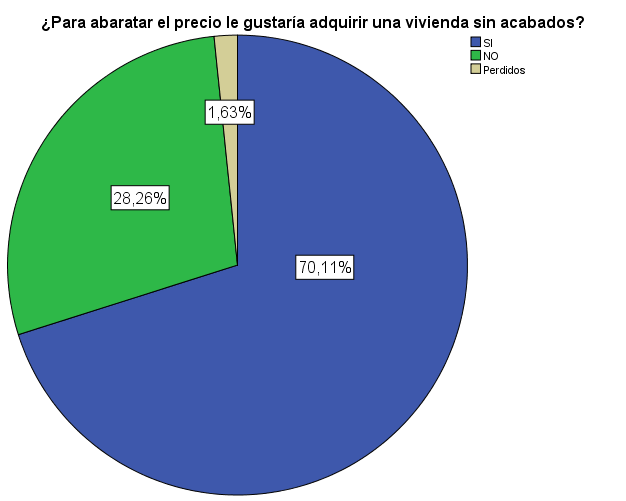 ¿Para abaratar el precio le gustaría adquirir una vivienda sin acabados?
SI
NO
Perdidos
1,63%
28,26%
70,11%